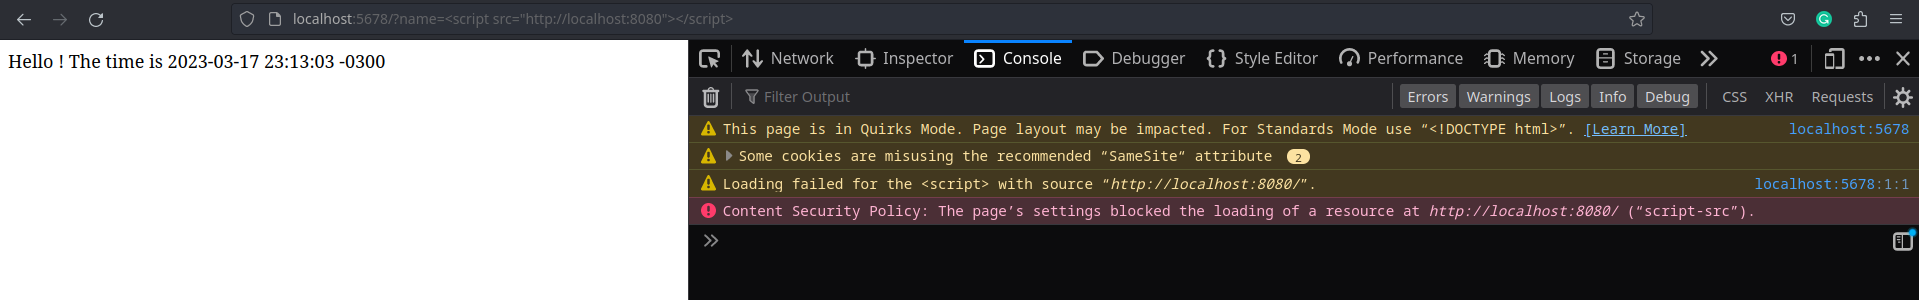 localhost:5678/?name=<script src="http://localhost:8080"></script>
Hello ! The time is 2023-03-17 23:13:03 -0300
Network Inspector Console Debugger Style Editor Performance Memory Storage 1
Filter Output Errors Warnings Logs Info Debug CSS XHR Requests
This page is in Quirks Mode. Page layout may be impacted. For Standards Mode use “<!DOCTYPE html>”. [Learn More] localhost:5678
Some cookies are misusing the recommended “SameSite“ attribute 2
Loading failed for the <script> with source “http://localhost:8080/”. localhost:5678:1:1
Content Security Policy: The page’s settings blocked the loading of a resource at http://localhost:8080/ (“script-src”).